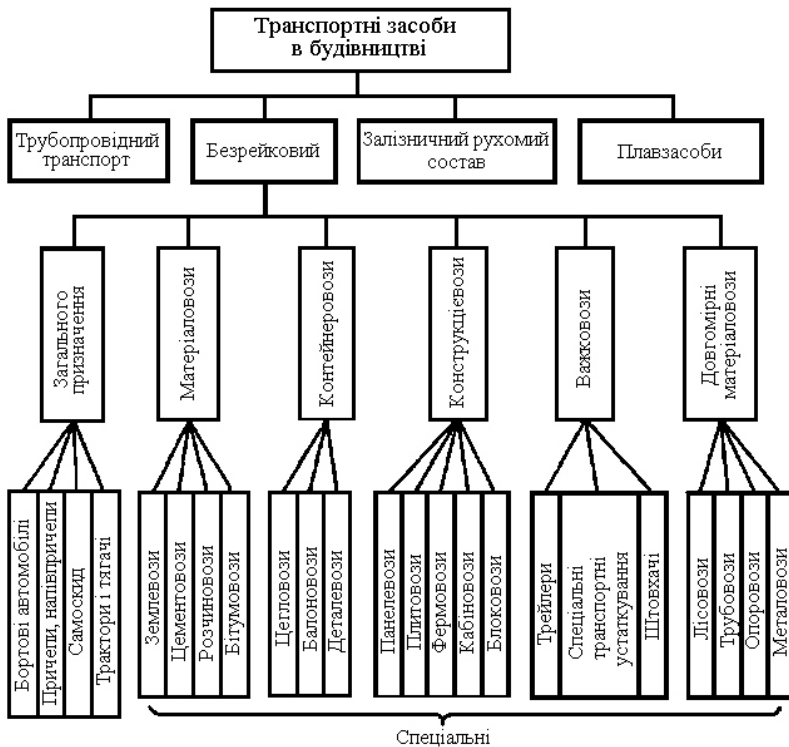 Транспортні засоби
в будівництві
Трубопровідний
транспорт
Безрейковий
Залізничний рухомий
состав
Плавзасоби
Загального
призначення
Матеріаловози
Контейнеровози
Конструкцієвози
Важковози
Довгомірні
матеріаловози
Бортові автомобілі
Причепи, напівпричепи
Самоскид
Трактори і тягачі
Землевози
Цементовози
Розчиновози
Бітумовози
Цегловози
Балоновози
Деталевози
Панелевози
Плитовози
Фермовози
Кабіновози
Блоковози
Трейлери
Спеціальні
транспортні
устаткування
Штовхачі
Лісовози
Трубовози
Опоровози
Металовози
Спеціальні